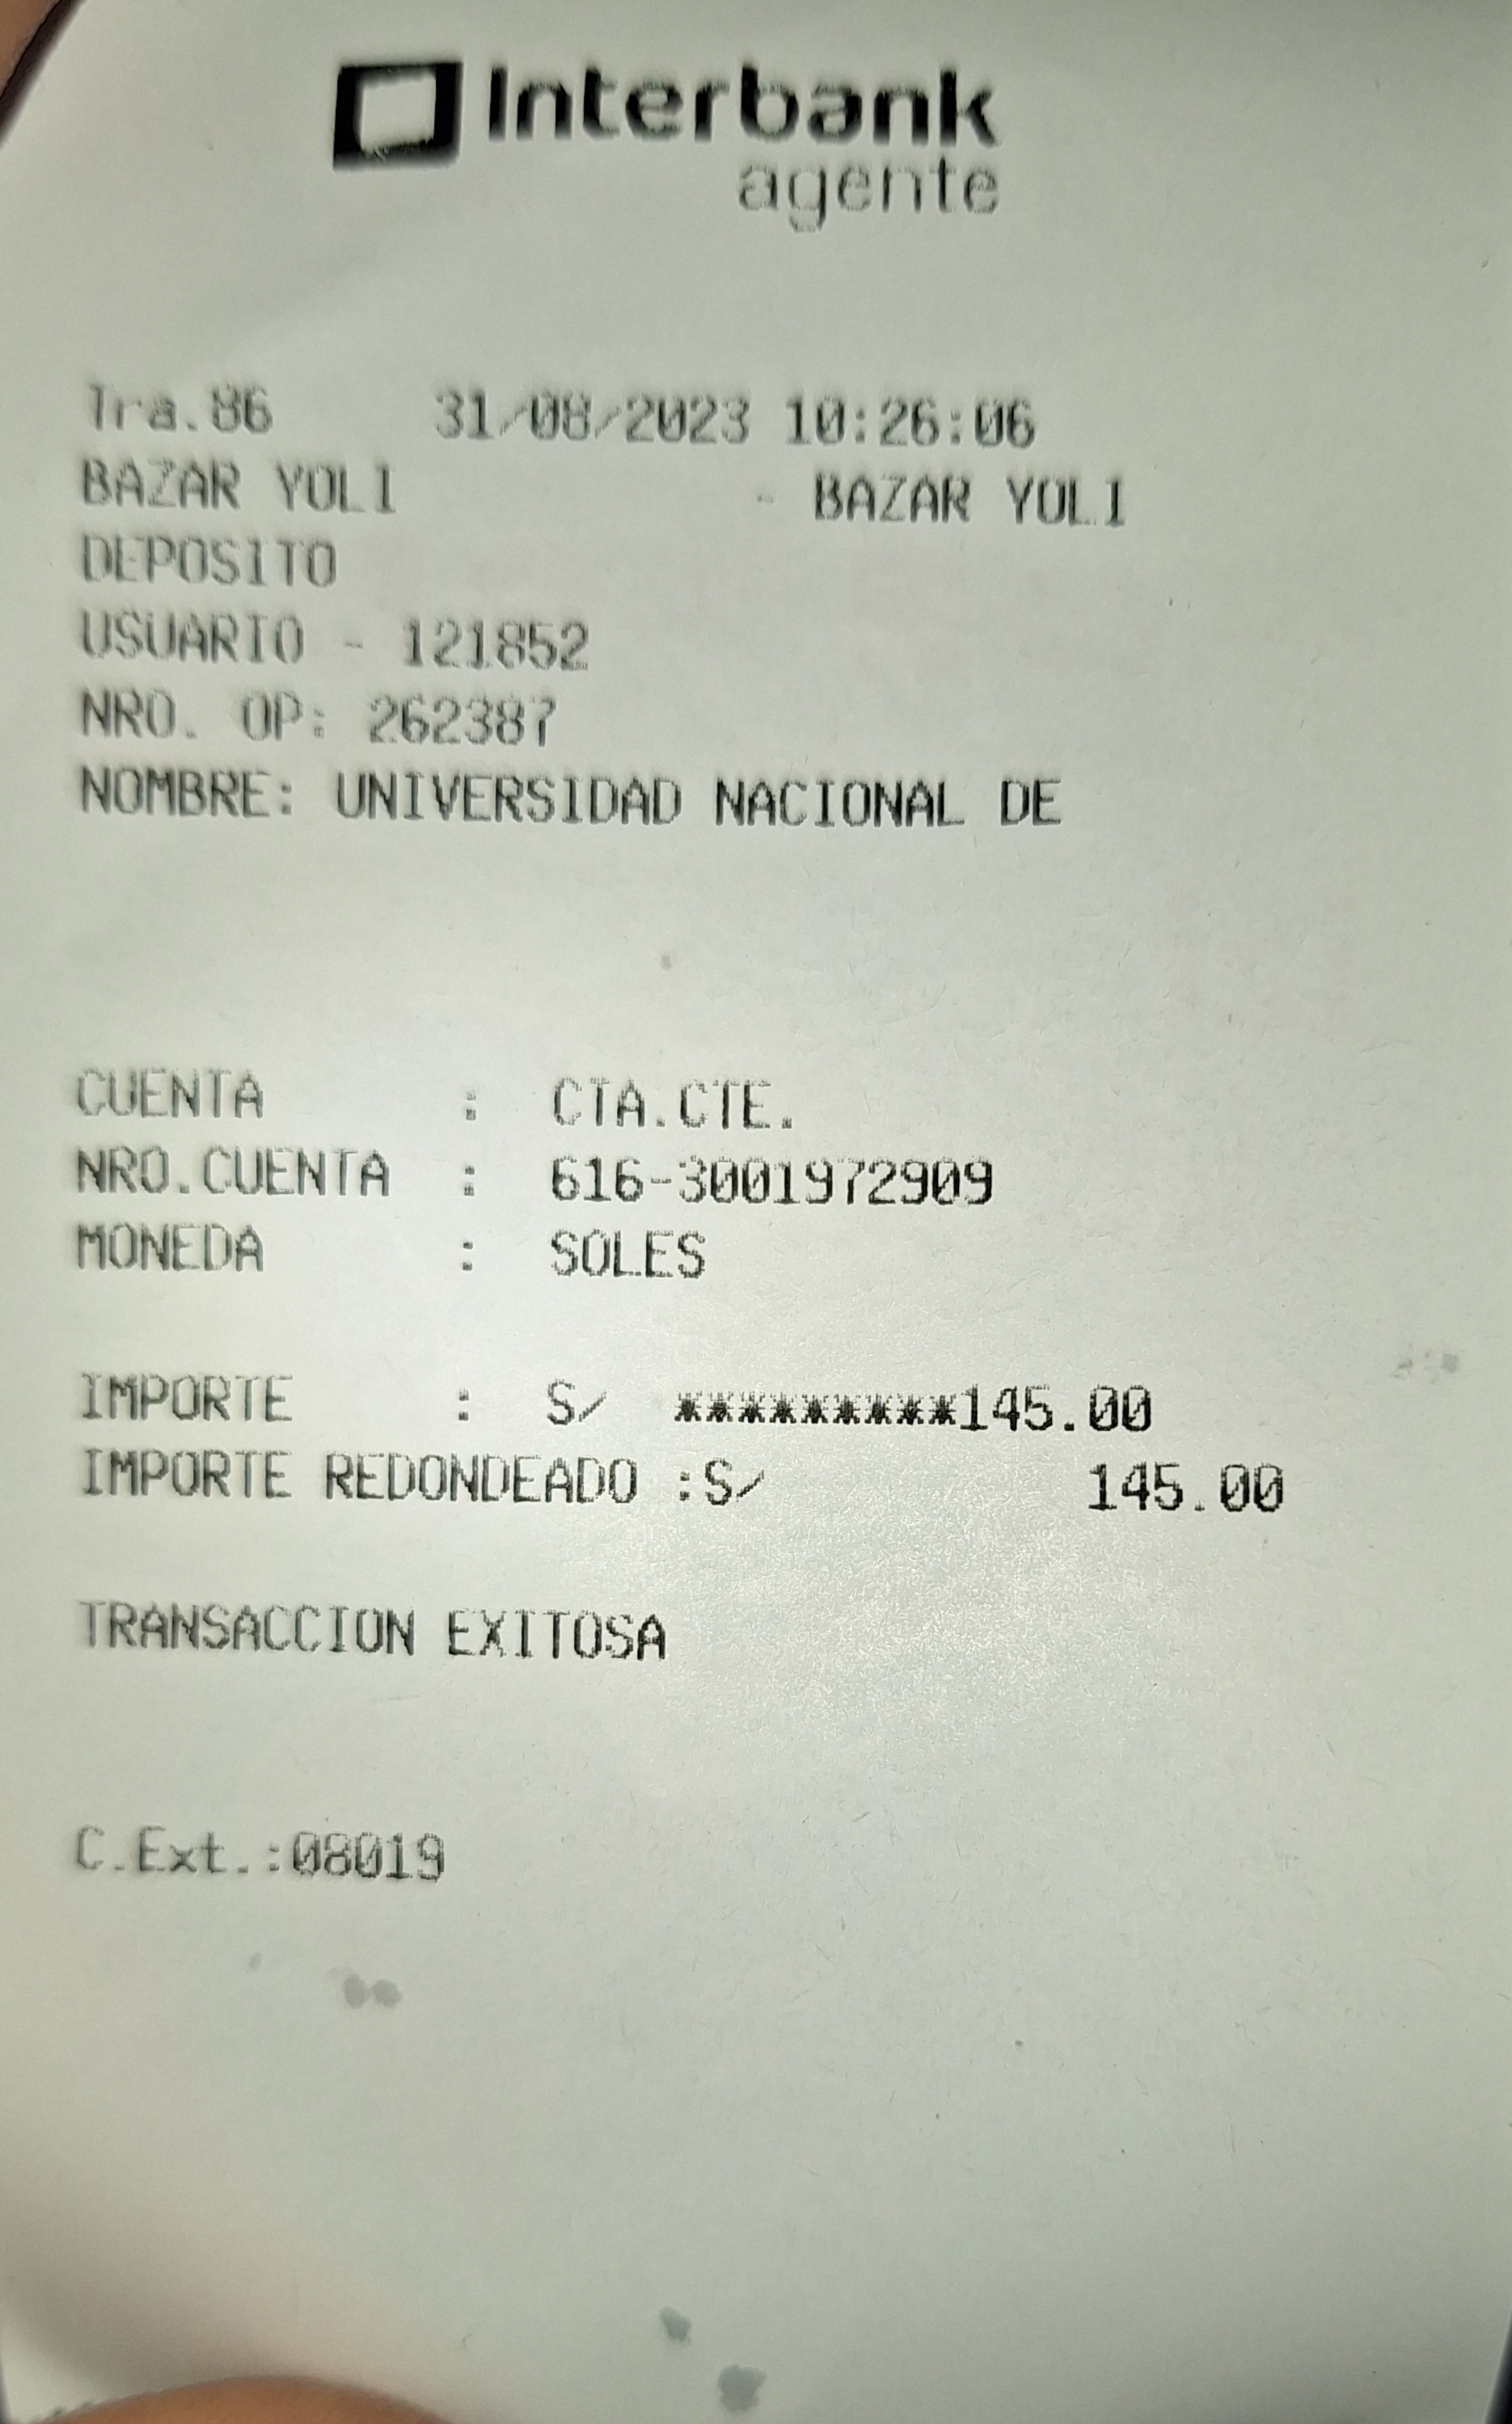 Interbank
agente
Tra.86 31/08/2023 10:26:06
BAZAR YOLI - BAZAR YOLI
DEPOSITO
USUARIO - 121852
NRO. OP: 262387
NOMBRE: UNIVERSIDAD NACIONAL DE
CUENTA : CTA.CTE.
NRO.CUENTA : 616-3001972909
MONEDA : SOLES
IMPORTE : S/ *********145.00
IMPORTE REDONDEADO :S/ 145.00
TRANSACCION EXITOSA
C.Ext.:08019